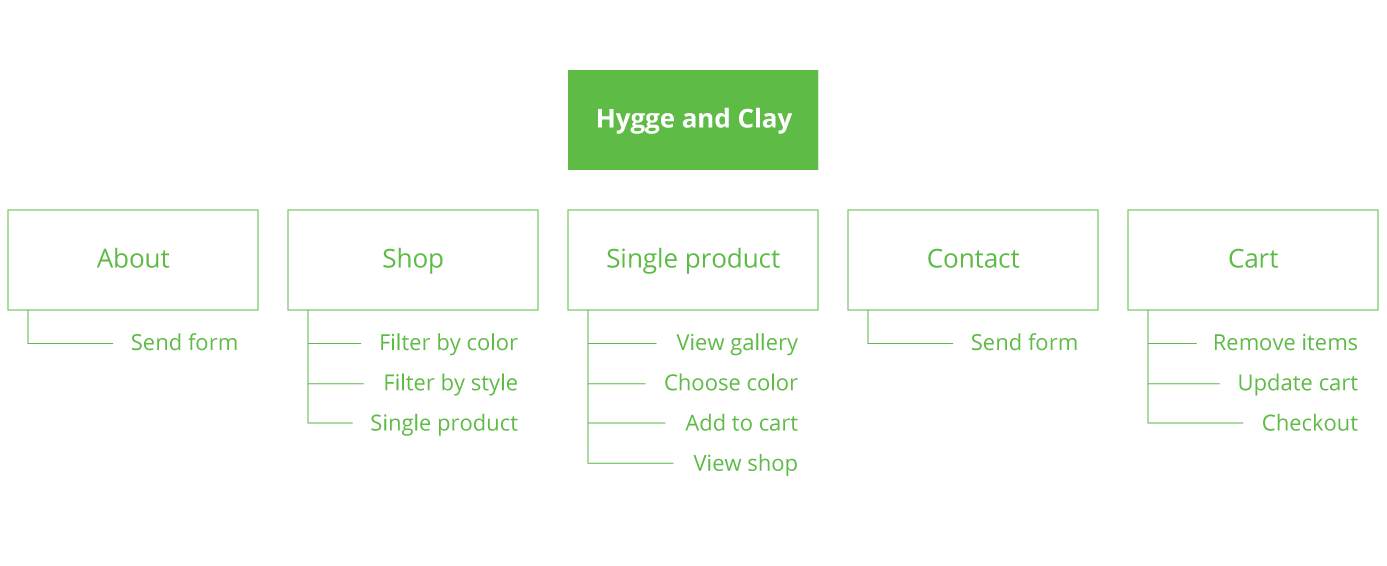 Hygge and Clay
About
Send form
Shop
Filter by color
Filter by style
Single product
Single product
View gallery
Choose color
Add to cart
View shop
Contact
Send form
Cart
Remove items
Update cart
Checkout